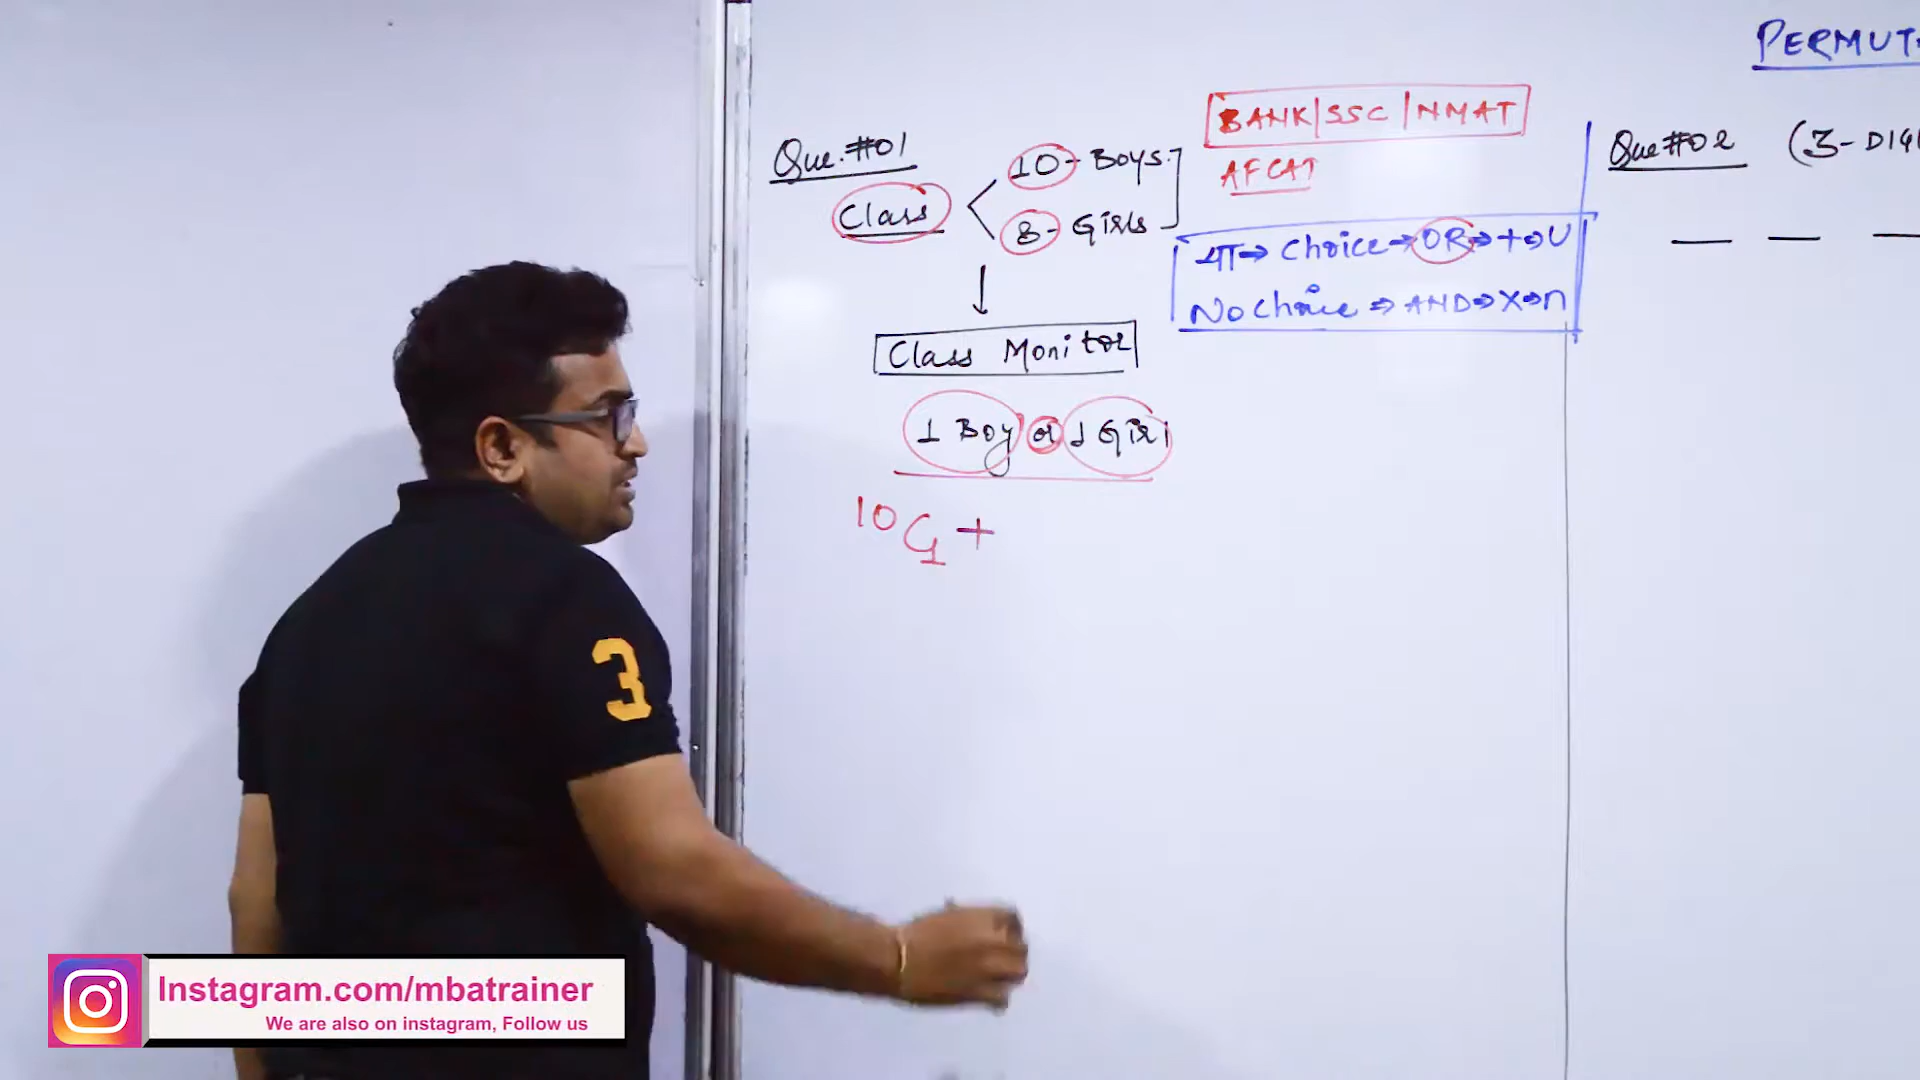 PERMUT
BANK|SSC|NMAT
AFCAT
Que.#01
Class
10 - Boys.
8 - Girls
Class Monitor
1 Boy or 1 Girl
¹⁰C₁ +
या → Choice → OR → + → U
No Choice ⇒ AND → X → ∩
Que #02 (3-DIGI
3
Instagram.com/mbatrainer
We are also on instagram, Follow us